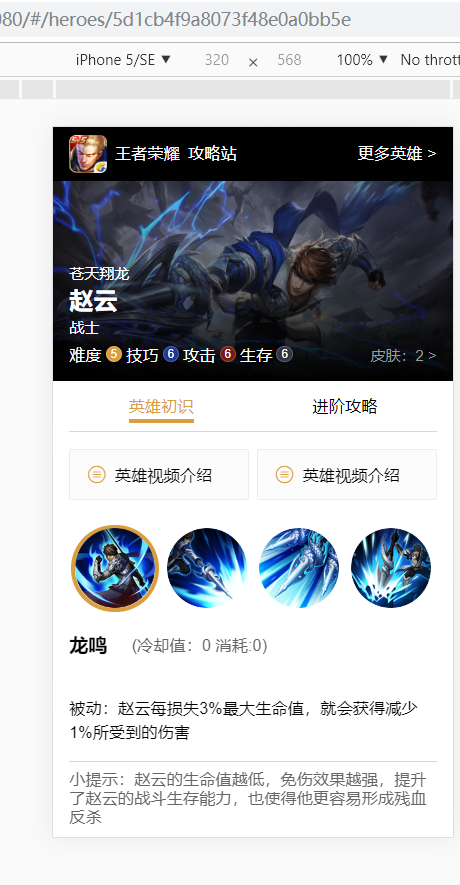 080/#/heroes/5d1cb4f9a8073f48e0a0bb5e
iPhone 5/SE ▼ 320 × 568 100% ▼ No thrott
王者荣耀 攻略站 更多英雄 >
苍天翔龙
赵云
战士
难度 5 技巧 6 攻击 6 生存 6 皮肤：2 >
英雄初识 进阶攻略
英雄视频介绍 英雄视频介绍
龙鸣 (冷却值：0 消耗:0)
被动：赵云每损失3%最大生命值，就会获得减少
1%所受到的伤害
小提示：赵云的生命值越低，免伤效果越强，提升
了赵云的战斗生存能力，也使得他更容易形成残血
反杀